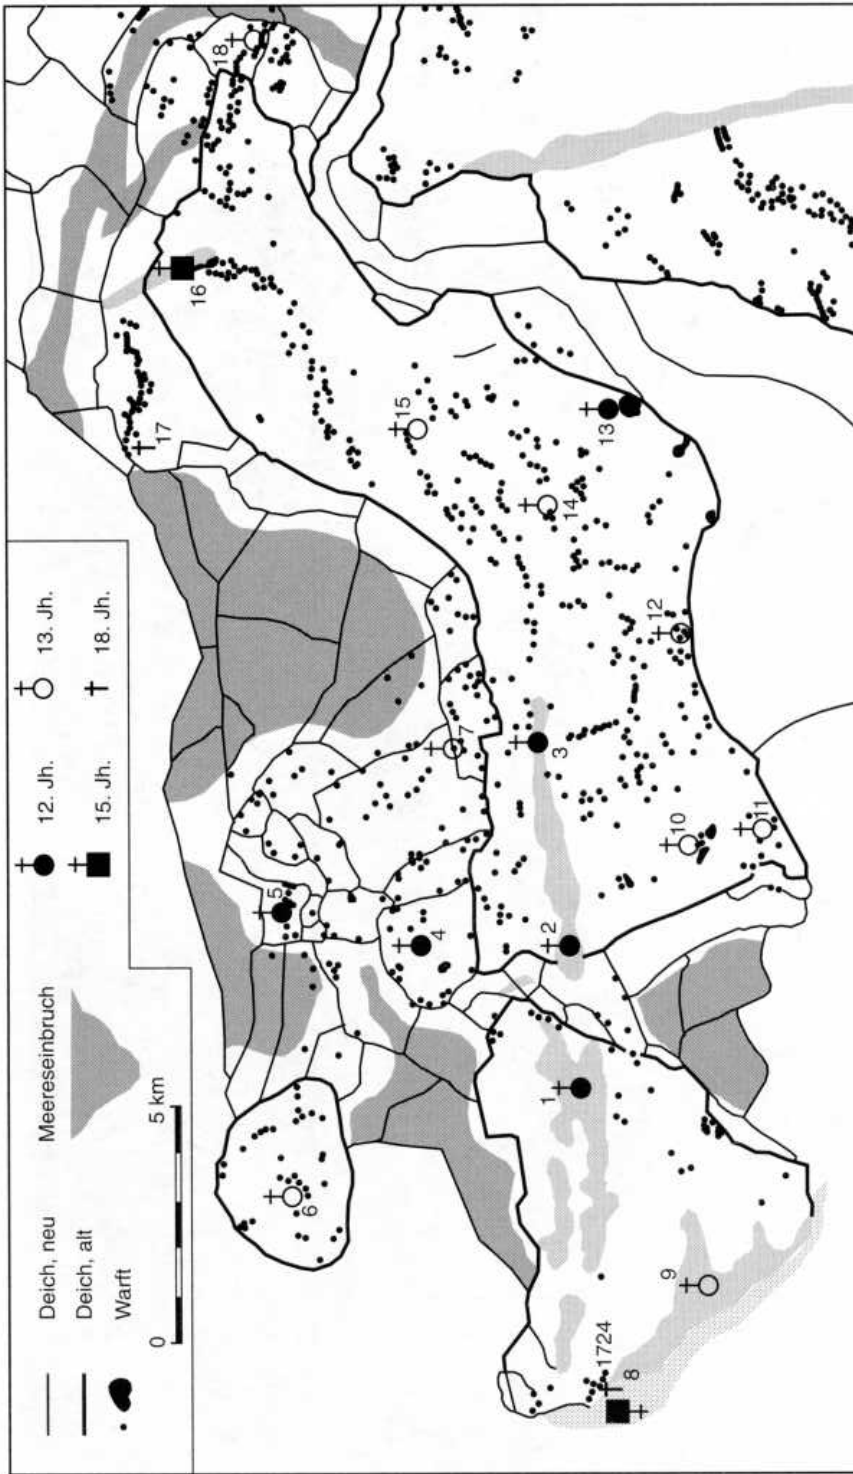 Deich, neu
Deich, alt
Warft
Meereseinbruch
12. Jh.
13. Jh.
15. Jh.
18. Jh.
0
5 km
1
2
3
4
5
6
7
8
1724
9
10
11
12
13
14
15
16
17
18